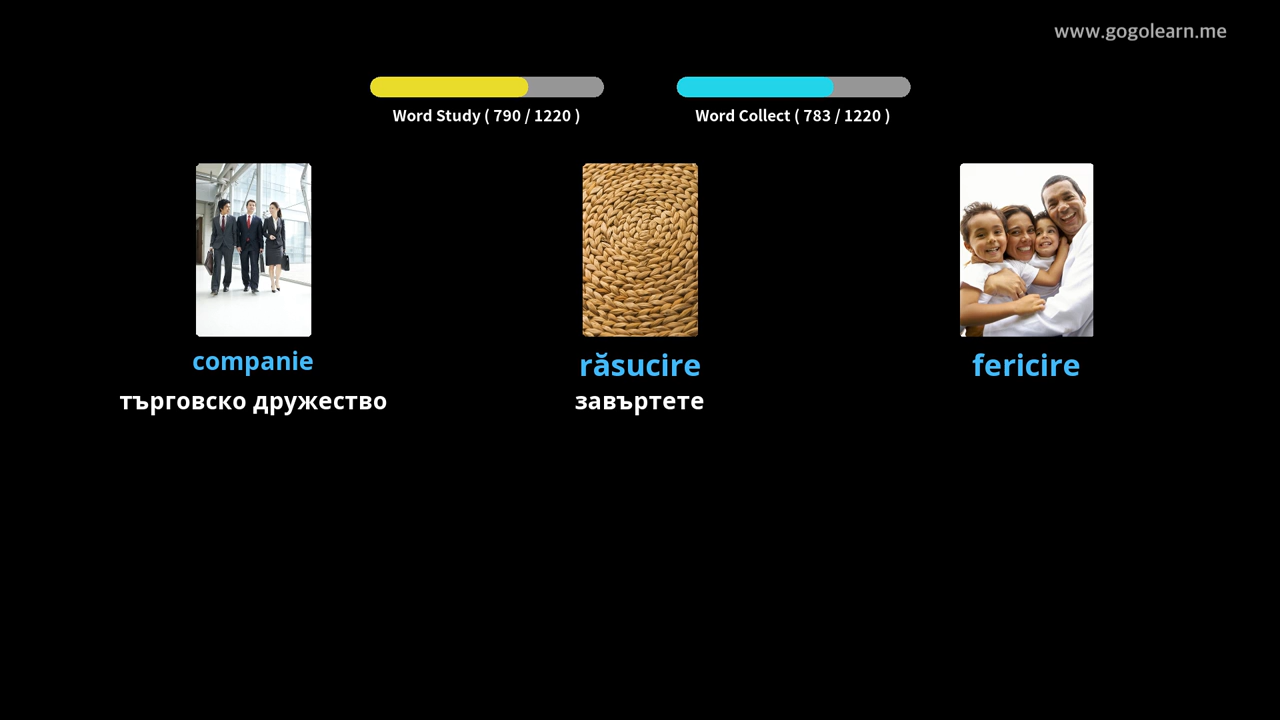 www.gogolearn.me
Word Study ( 790 / 1220 )
Word Collect ( 783 / 1220 )
companie
răsucire
fericire
търговско дружество
завъртете